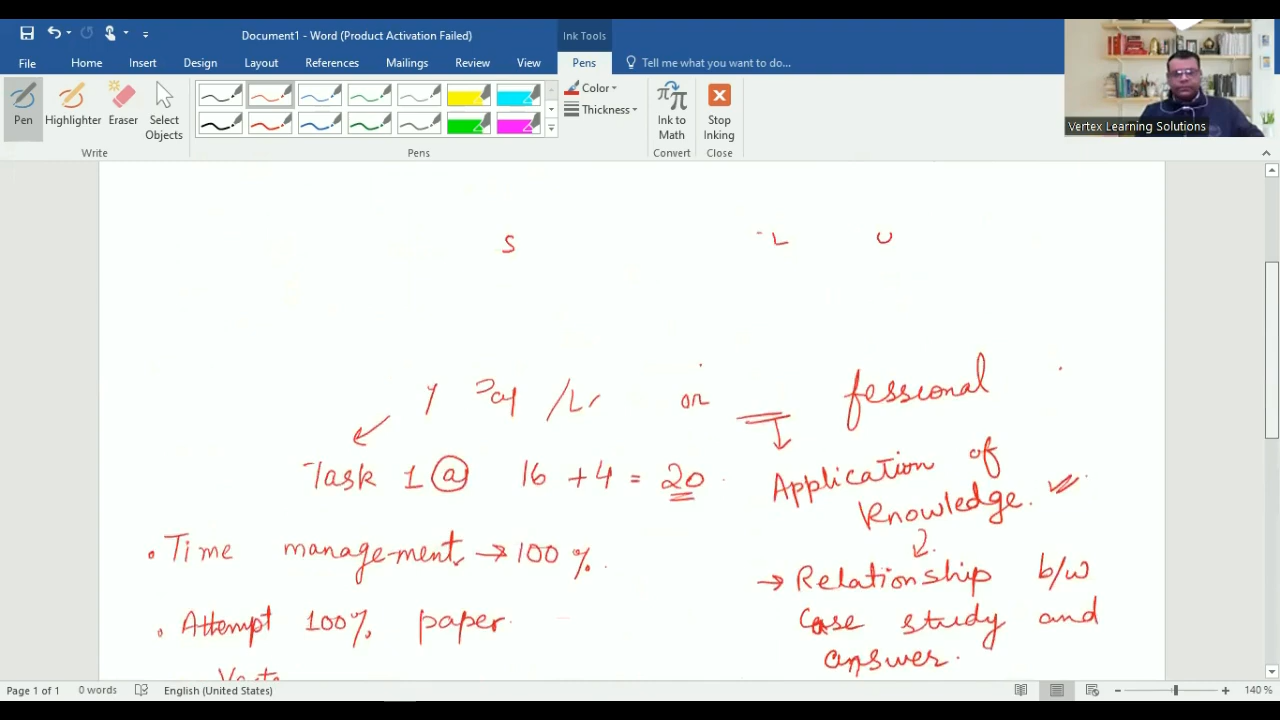 Document1 - Word (Product Activation Failed)
Ink Tools
File Home Insert Design Layout References Mailings Review View Pens Tell me what you want to do...
Pen Highlighter Eraser Select Objects
Color
Thickness
Ink to Math
Stop Inking
Write Pens Convert Close
Vertex Learning Solutions
S L U
or fessional
Task 1 @ 16 + 4 = 20
Application of
Knowledge.
• Time management → 100 %.
→ Relationship b/w
Case study and
answer.
• Attempt 100% paper.
Page 1 of 1 0 words English (United States) 140 %